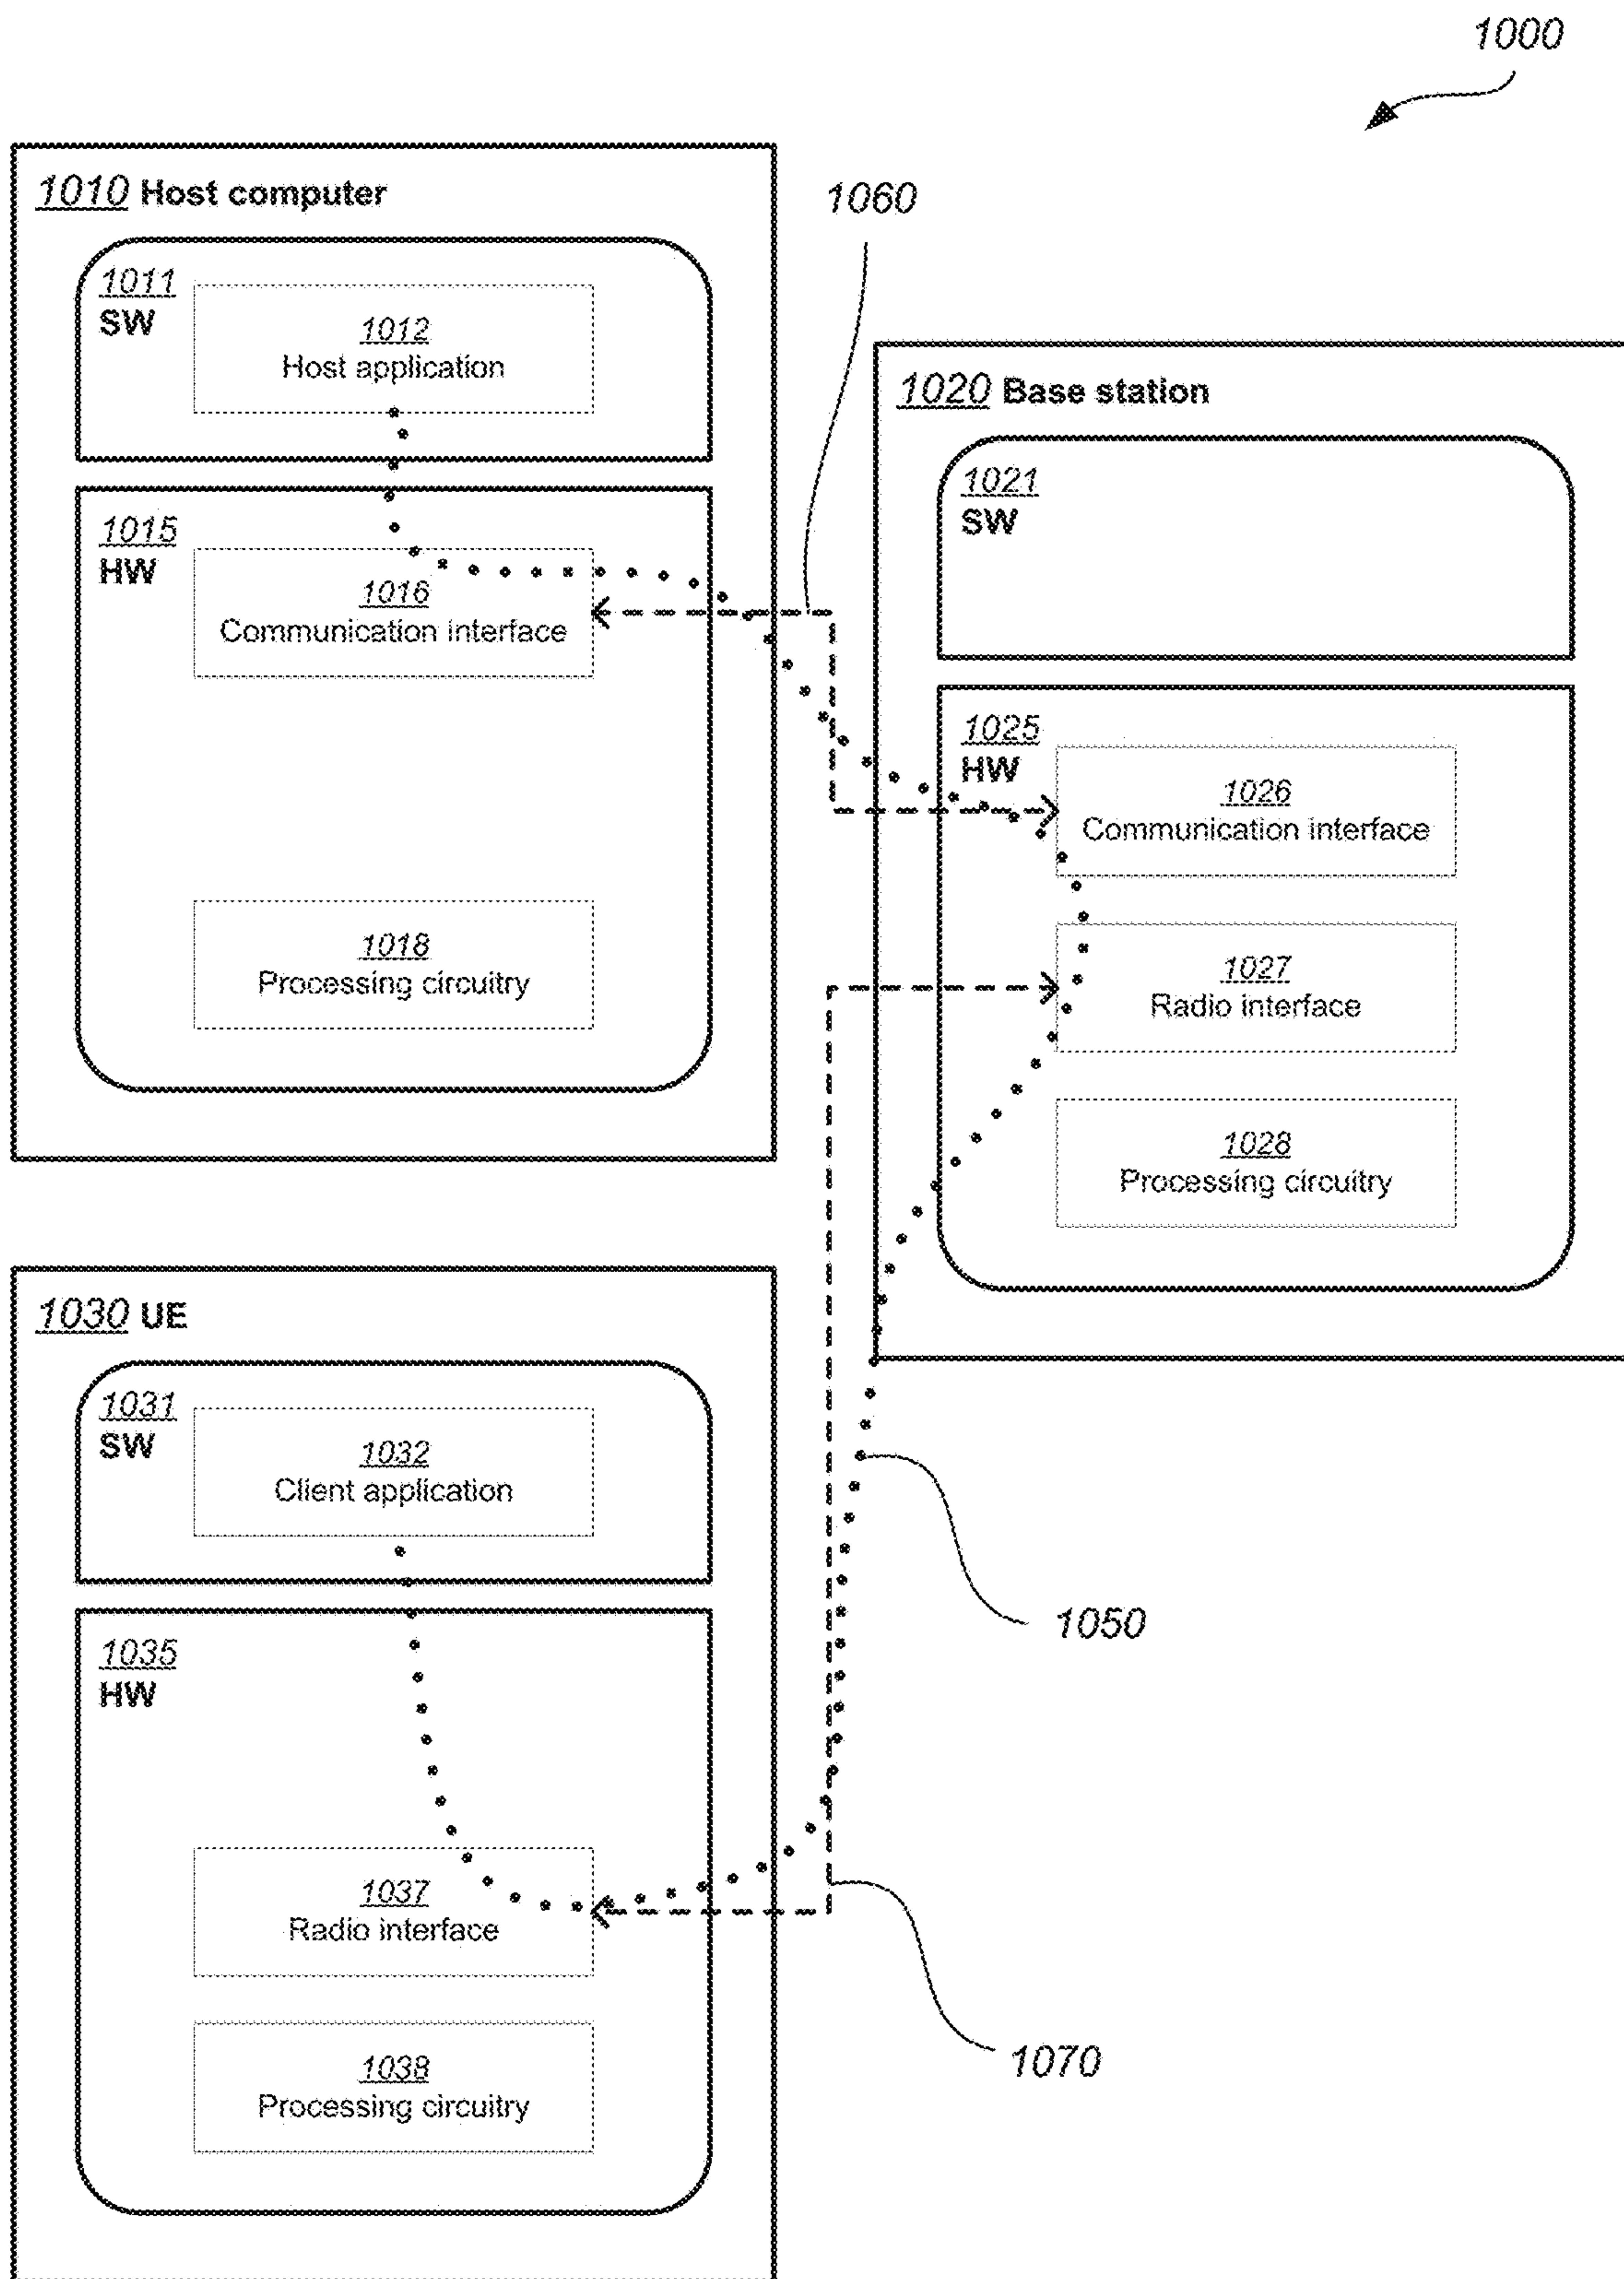 1000
1010 Host computer
1011
SW
1012
Host application
1015
HW
1016
Communication interface
1018
Processing circuitry
1060
1020 Base station
1021
SW
1025
HW
1026
Communication interface
1027
Radio interface
1028
Processing circuitry
1030 UE
1031
SW
1032
Client application
1035
HW
1037
Radio interface
1038
Processing circuitry
1050
1070